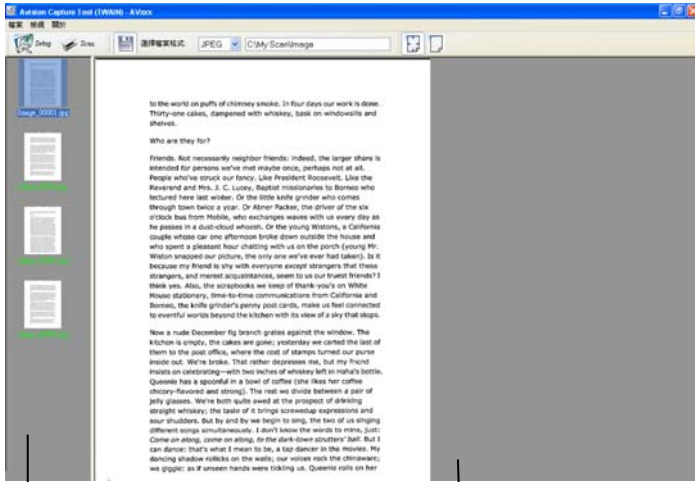 Avision Capture Tool (TWAIN) - AVxxx
檔案 檢視 關於
Setup Scan 選擇檔案格式 JPEG C:\My Scan\Image
Image_00001.jpg
to the world on puffs of chimney smoke. In four days our work is done.
Thirty-one cakes, dampened with whiskey, bask on windowsills and
shelves.
Who are they for?
Friends. Not necessarily neighbor friends: indeed, the larger share is
intended for persons we've met maybe once, perhaps not at all.
People who've struck our fancy. Like President Roosevelt. Like the
Reverend and Mrs. J. C. Lucey, Baptist missionaries to Borneo who
lectured here last winter. Or the little knife grinder who comes
through town twice a year. Or Abner Packer, the driver of the six
o'clock bus from Mobile, who exchanges waves with us every day as
he passes in a dust-cloud whoosh. Or the young Wistons, a California
couple whose car one afternoon broke down outside the house and
who spent a pleasant hour chatting with us on the porch (young Mr.
Wiston snapped our picture, the only one we've ever had taken). Is it
because my friend is shy with everyone except strangers that these
strangers, and merest acquaintances, seem to us our truest friends? I
think yes. Also, the scrapbooks we keep of thank-you's on White
House stationery, time-to-time communications from California and
Borneo, the knife grinder's penny post cards, make us feel connected
to eventful worlds beyond the kitchen with its view of a sky that stops.
Now a nude December fig branch grates against the window. The
kitchen is empty, the cakes are gone; yesterday we carted the last of
them to the post office, where the cost of stamps turned our purse
inside out. We're broke. That rather depresses me, but my friend
insists on celebrating—with two inches of whiskey left in Haha's bottle.
Queenie has a spoonful in a bowl of coffee (she likes her coffee
chicory-flavored and strong). The rest we divide between a pair of
jelly glasses. We're both quite awed at the prospect of drinking
straight whiskey; the taste of it brings screwedup expressions and
sour shudders. But by and by we begin to sing, the two of us singing
different songs simultaneously. I don't know the words to mine, just:
Come on along, come on along, to the dark-town strutters' ball. But I
can dance: that's what I mean to be, a tap dancer in the movies. My
dancing shadow rollicks on the walls; our voices rock the chinaware;
we giggle: as if unseen hands were tickling us. Queenie rolls on her